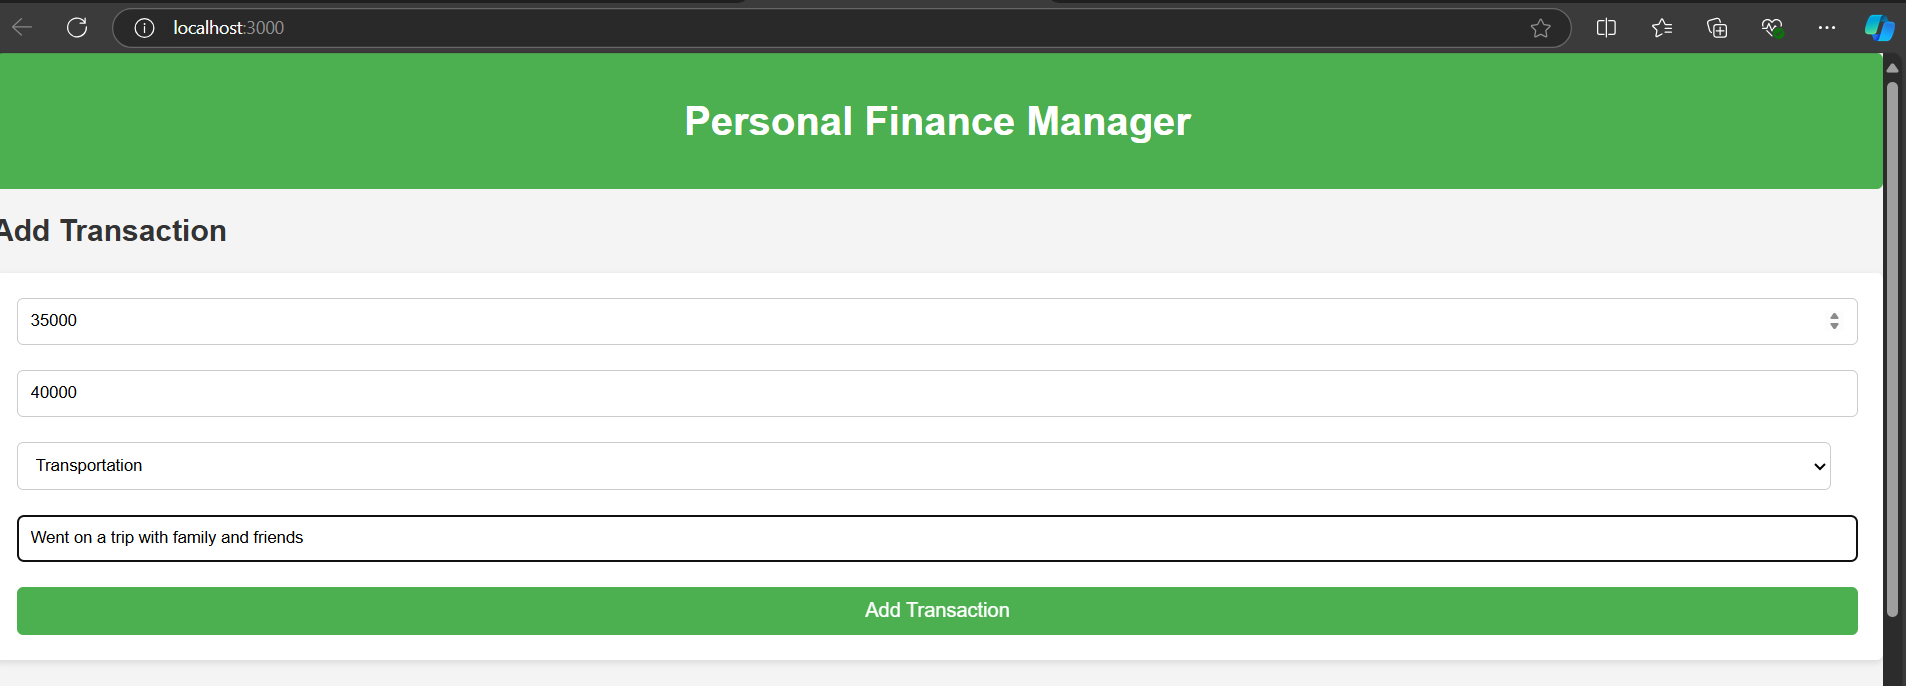 localhost:3000
Personal Finance Manager
Add Transaction
35000
40000
Transportation
Went on a trip with family and friends
Add Transaction